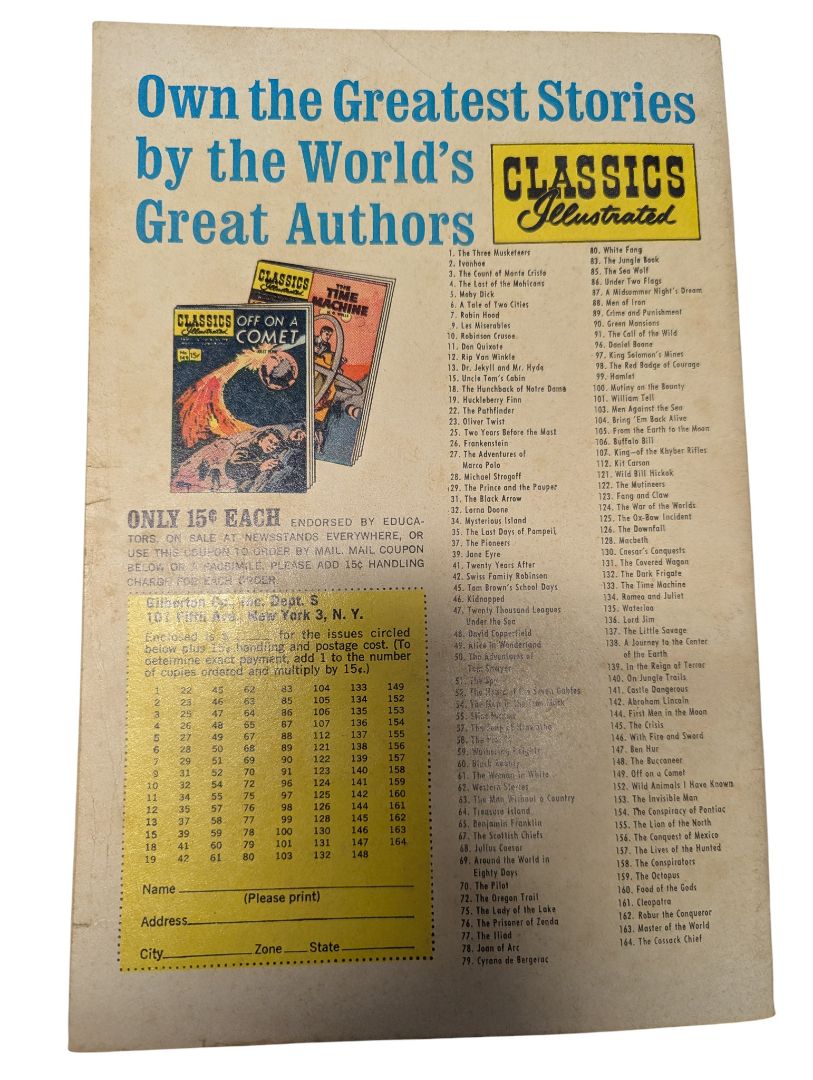 Own the Greatest Stories
by the World's
Great Authors
CLASSICS
Illustrated
CLASSICS
Illustrated
THE
TIME
MACHINE
H. G. WELLS
CLASSICS
Illustrated
15¢
OFF ON A
COMET
JULES VERNE
ONLY 15¢ EACH ENDORSED BY EDUCA-
TORS. ON SALE AT NEWSSTANDS EVERYWHERE, OR
USE THIS COUPON TO ORDER BY MAIL. MAIL COUPON
BELOW OR A FACSIMILE. PLEASE ADD 15¢ HANDLING
CHARGE FOR EACH ORDER.
Gilberton Co., Inc. Dept. S
101 Fifth Ave., New York 3, N. Y.
Enclosed is $ for the issues circled
below plus 15¢ handling and postage cost. (To
determine exact payment, add 1 to the number
of copies ordered and multiply by 15¢.)
1 22 45 62 83 104 133 149
2 23 46 63 85 105 134 152
3 25 47 64 86 106 135 153
4 26 48 65 87 107 136 154
5 27 49 67 88 112 137 155
6 28 50 68 89 121 138 156
7 29 51 69 90 122 139 157
9 31 52 70 91 123 140 158
10 32 54 72 96 124 141 159
11 34 55 75 97 125 142 160
12 35 57 76 98 126 144 161
13 37 58 77 99 128 145 162
15 39 59 78 100 130 146 163
18 41 60 79 101 131 147 164
19 42 61 80 103 132 148
Name
(Please print)
Address
City Zone State
1. The Three Musketeers
2. Ivanhoe
3. The Count of Monte Cristo
4. The Last of the Mohicans
5. Moby Dick
6. A Tale of Two Cities
7. Robin Hood
9. Les Miserables
10. Robinson Crusoe
11. Don Quixote
12. Rip Van Winkle
13. Dr. Jekyll and Mr. Hyde
15. Uncle Tom's Cabin
18. The Hunchback of Notre Dame
19. Huckleberry Finn
22. The Pathfinder
23. Oliver Twist
25. Two Years Before the Mast
26. Frankenstein
27. The Adventures of
Marco Polo
28. Michael Strogoff
29. The Prince and the Pauper
31. The Black Arrow
32. Lorna Doone
34. Mysterious Island
35. The Last Days of Pompeii
37. The Pioneers
39. Jane Eyre
41. Twenty Years After
42. Swiss Family Robinson
45. Tom Brown's School Days
46. Kidnapped
47. Twenty Thousand Leagues
Under the Sea
48. David Copperfield
49. Alice in Wonderland
50. The Adventures of
Tom Sawyer
51. The Spy
52. The House of the Seven Gables
54. The Man in the Iron Mask
55. Silas Marner
57. The Song of Hiawatha
58. The Prairie
59. Wuthering Heights
60. Black Beauty
61. The Woman in White
62. Western Stories
63. The Man Without a Country
64. Treasure Island
65. Benjamin Franklin
67. The Scottish Chiefs
68. Julius Caesar
69. Around the World in
Eighty Days
70. The Pilot
72. The Oregon Trail
75. The Lady of the Lake
76. The Prisoner of Zenda
77. The Iliad
78. Joan of Arc
79. Cyrano de Bergerac
80. White Fang
83. The Jungle Book
85. The Sea Wolf
86. Under Two Flags
87. A Midsummer Night's Dream
88. Men of Iron
89. Crime and Punishment
90. Green Mansions
91. The Call of the Wild
96. Daniel Boone
97. King Solomon's Mines
98. The Red Badge of Courage
99. Hamlet
100. Mutiny on the Bounty
101. William Tell
103. Men Against the Sea
104. Bring 'Em Back Alive
105. From the Earth to the Moon
106. Buffalo Bill
107. King—of the Khyber Rifles
112. Kit Carson
121. Wild Bill Hickok
122. The Mutineers
123. Fang and Claw
124. The War of the Worlds
125. The Ox-Bow Incident
126. The Downfall
128. Macbeth
130. Caesar's Conquests
131. The Covered Wagon
132. The Dark Frigate
133. The Time Machine
134. Romeo and Juliet
135. Waterloo
136. Lord Jim
137. The Little Savage
138. A Journey to the Center
of the Earth
139. In the Reign of Terror
140. On Jungle Trails
141. Castle Dangerous
142. Abraham Lincoln
144. First Men in the Moon
145. The Crisis
146. With Fire and Sword
147. Ben Hur
148. The Buccaneer
149. Off on a Comet
152. Wild Animals I Have Known
153. The Invisible Man
154. The Conspiracy of Pontiac
155. The Lion of the North
156. The Conquest of Mexico
157. The Lives of the Hunted
158. The Conspirators
159. The Octopus
160. Food of the Gods
161. Cleopatra
162. Robur the Conqueror
163. Master of the World
164. The Cossack Chief